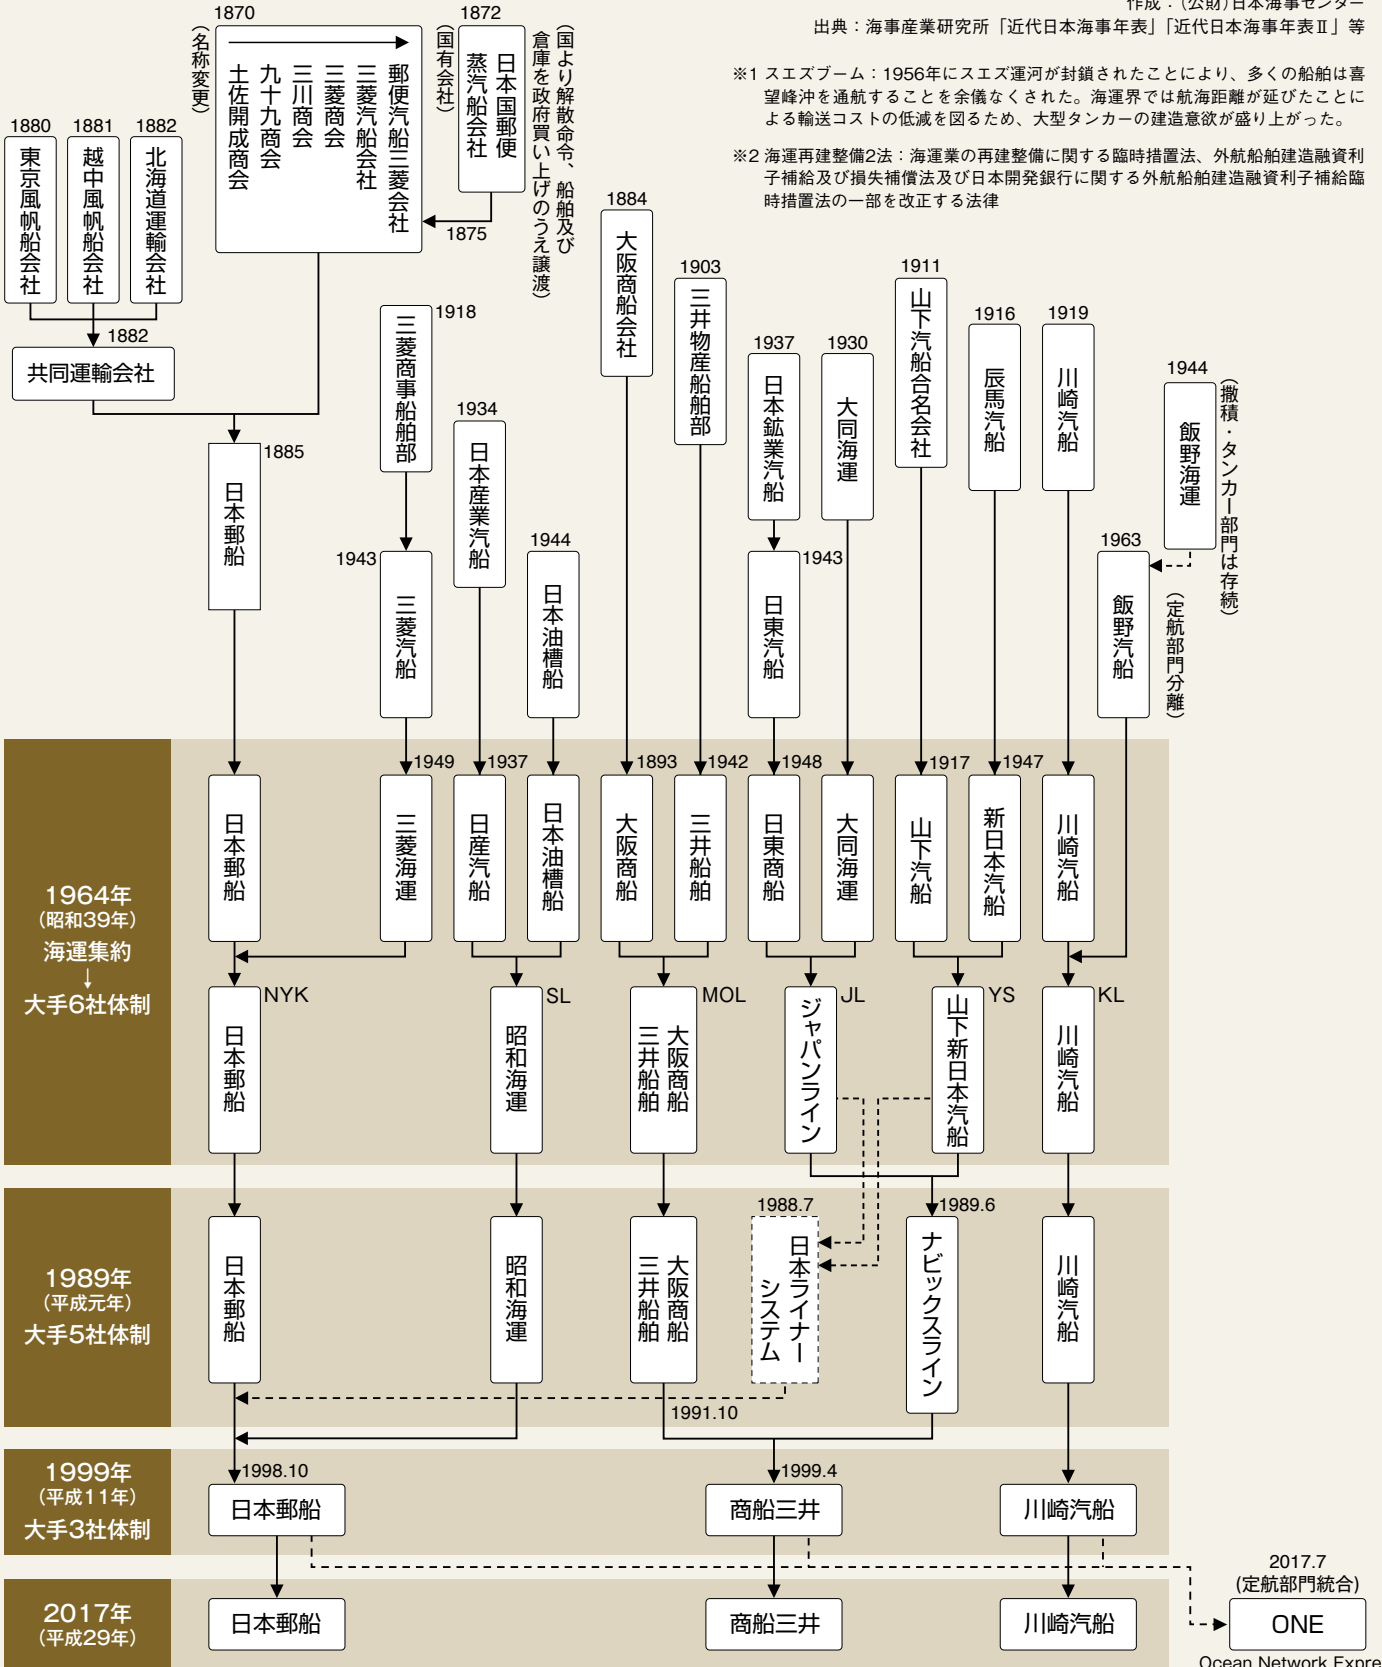 作成：（公財）日本海事センター
出典：海事産業研究所「近代日本海事年表」「近代日本海事年表Ⅱ」等
※1 スエズブーム：1956年にスエズ運河が封鎖されたことにより、多くの船舶は喜
望峰沖を通航することを余儀なくされた。海運界では航海距離が延びたことに
よる輸送コストの低減を図るため、大型タンカーの建造意欲が盛り上がった。
※2 海運再建整備2法：海運業の再建整備に関する臨時措置法、外航船舶建造融資利
子補給及び損失補償法及び日本開発銀行に関する外航船舶建造融資利子補給臨
時措置法の一部を改正する法律
1870
（名称変更）
土佐開成商会
九十九商会
三川商会
三菱商会
三菱汽船会社
郵便汽船三菱会社
1872
（国有会社）
日本国郵便
蒸汽船会社
（国より解散命令、船舶及び
倉庫を政府買い上げのうえ譲渡）
1875
1880
東京風帆船会社
1881
越中風帆船会社
1882
北海道運輸会社
1882
共同運輸会社
1885
日本郵船
1918
三菱商事船舶部
1943
三菱汽船
1934
日本産業汽船
1944
日本油槽船
1884
大阪商船会社
1903
三井物産船舶部
1937
日本鉱業汽船
1943
日東汽船
1930
大同海運
1911
山下汽船合名会社
1916
辰馬汽船
1919
川崎汽船
1944
飯野海運
（撒積・タンカー部門は存続）
1963
飯野汽船
（定航部門分離）
1964年
（昭和39年）
海運集約
↓
大手6社体制
日本郵船
1949
三菱海運
1937
日産汽船
日本油槽船
1893
大阪商船
1942
三井船舶
1948
日東商船
大同海運
1917
山下汽船
1947
新日本汽船
川崎汽船
NYK
日本郵船
SL
昭和海運
MOL
大阪商船
三井船舶
JL
ジャパンライン
YS
山下新日本汽船
KL
川崎汽船
1989年
（平成元年）
大手5社体制
日本郵船
昭和海運
大阪商船
三井船舶
1988.7
日本ライナー
システム
1989.6
ナビックスライン
川崎汽船
1991.10
1999年
（平成11年）
大手3社体制
1998.10
日本郵船
1999.4
商船三井
川崎汽船
2017年
（平成29年）
日本郵船
商船三井
川崎汽船
2017.7
(定航部門統合)
ONE
Ocean Network Expre